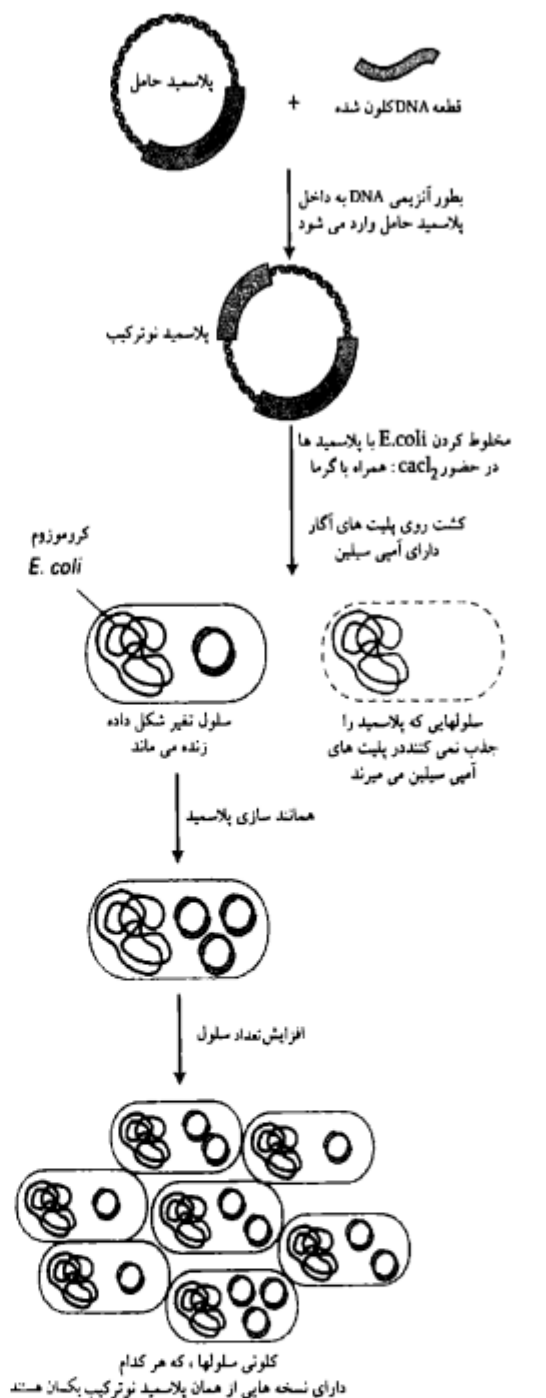 پلاسمید حامل
+
قطعه DNA کلون شده
بطور آنزیمی DNA به داخل
پلاسمید حامل وارد می شود
پلاسمید نوترکیب
مخلوط کردن E.coli با پلاسمید ها
در حضور cacl2 : همراه با گرما
کشت روی پلیت های آگار
دارای آمپی سیلین
کروموزوم
E. coli
سلول تغیر شکل داده
زنده می ماند
سلولهایی که پلاسمید را
جذب نمی کننددر پلیت های
آمپی سیلین می میرند
همانند سازی پلاسمید
افزایش تعداد سلول
کلونی سلولها ، که هر کدام
دارای نسخه هایی از همان پلاسمید نوترکیب یکسان هستند